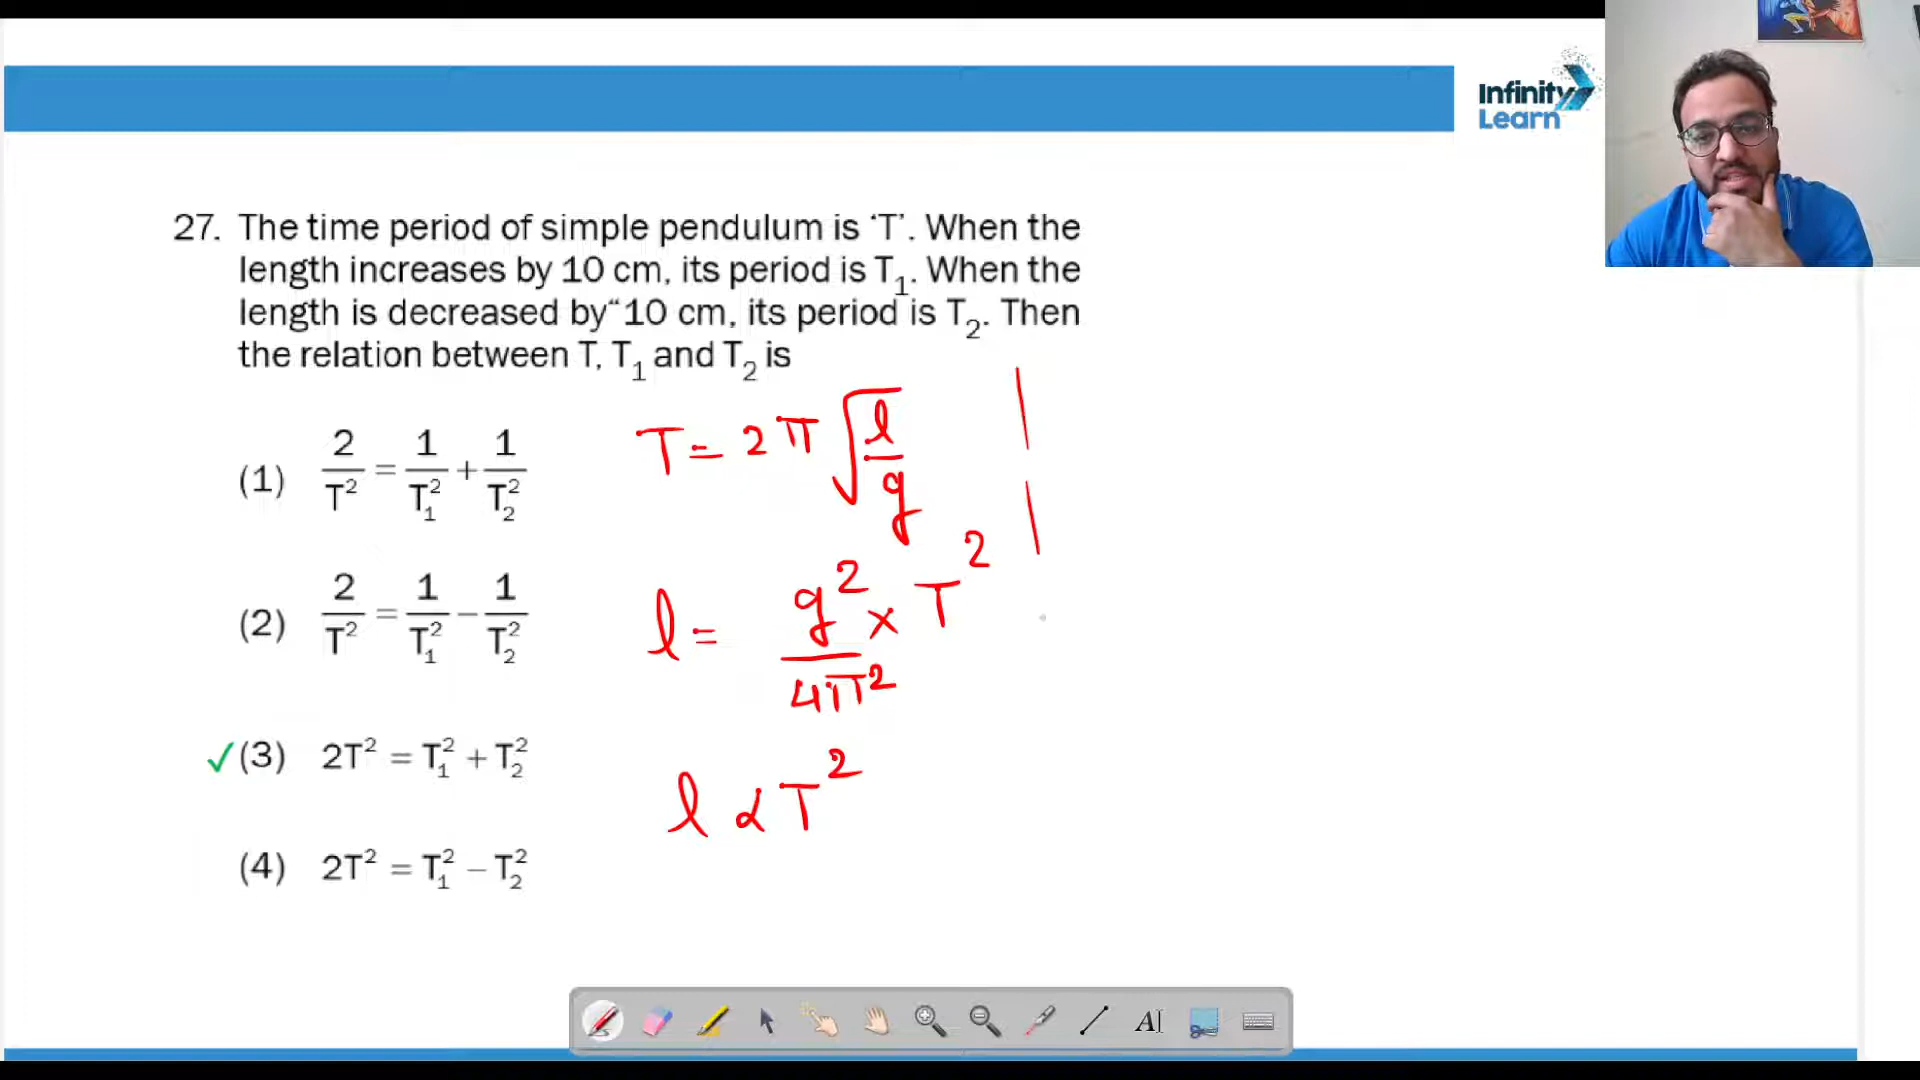 Infinity
Learn
27. The time period of simple pendulum is ‘T’. When the
length increases by 10 cm, its period is T₁. When the
length is decreased by“10 cm, its period is T₂. Then
the relation between T, T₁ and T₂ is
(1) 2/T² = 1/T₁² + 1/T₂²
(2) 2/T² = 1/T₁² − 1/T₂²
✓(3) 2T² = T₁² + T₂²
(4) 2T² = T₁² − T₂²
T = 2π √(l/g)
l = g²/4π² × T²
l ∝ T²
A